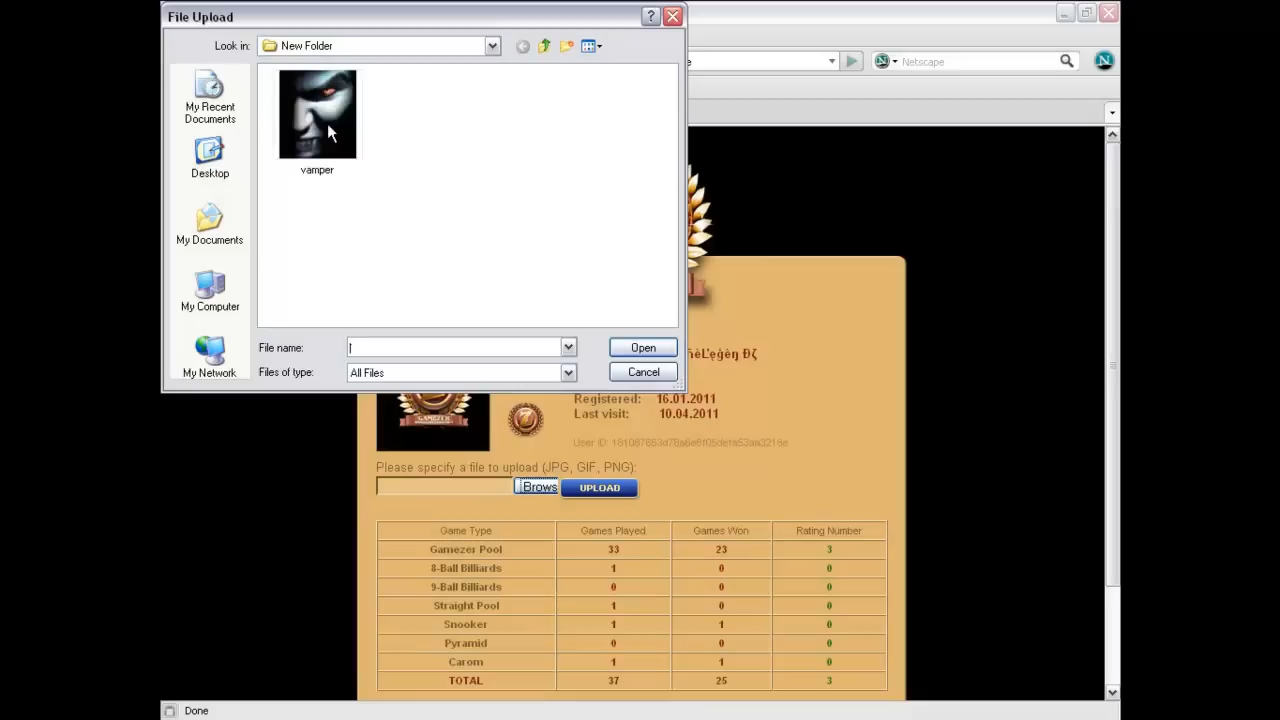 File Upload
Look in: New Folder
My Recent
Documents
Desktop
My Documents
My Computer
My Network
vamper
File name:
Open
Files of type: All Files
Cancel
Netscape
Registered: 16.01.2011
Last visit: 10.04.2011
Please specify a file to upload (JPG, GIF, PNG):
Brows
UPLOAD
Game Type Games Played Games Won Rating Number
Gamezer Pool 33 23 3
8-Ball Billiards 1 0 0
9-Ball Billiards 0 0 0
Straight Pool 1 0 0
Snooker 1 1 0
Pyramid 0 0 0
Carom 1 1 0
TOTAL 37 25 3
Done